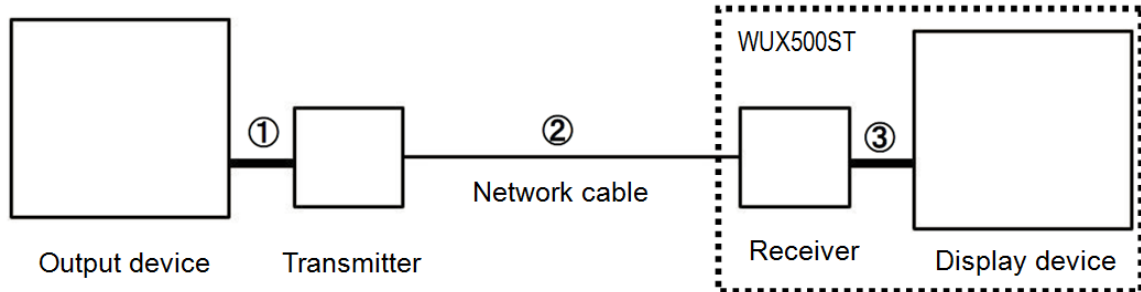 WUX500ST
①
②
③
Network cable
Output device
Transmitter
Receiver
Display device